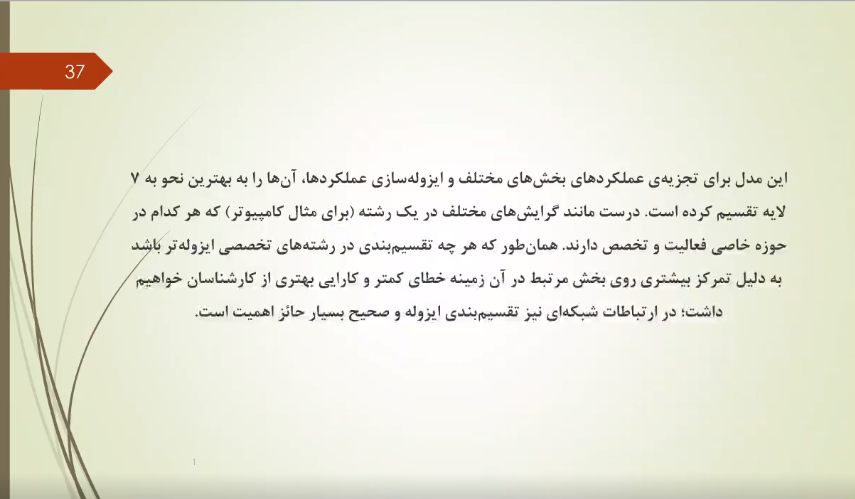 37
این مدل برای تجزیه‌ی عملکردهای بخش‌های مختلف و ایزوله‌سازی عملکردها، آن‌ها را به بهترین نحو به ۷
لایه تقسیم کرده است. درست مانند گرایش‌های مختلف در یک رشته (برای مثال کامپیوتر) که هر کدام در
حوزه خاصی فعالیت و تخصص دارند. همان‌طور که هر چه تقسیم‌بندی در رشته‌های تخصصی ایزوله‌تر باشد
به دلیل تمرکز بیشتری روی بخش مرتبط در آن زمینه خطای کمتر و کارایی بهتری از کارشناسان خواهیم
داشت؛ در ارتباطات شبکه‌ای نیز تقسیم‌بندی ایزوله و صحیح بسیار حائز اهمیت است.